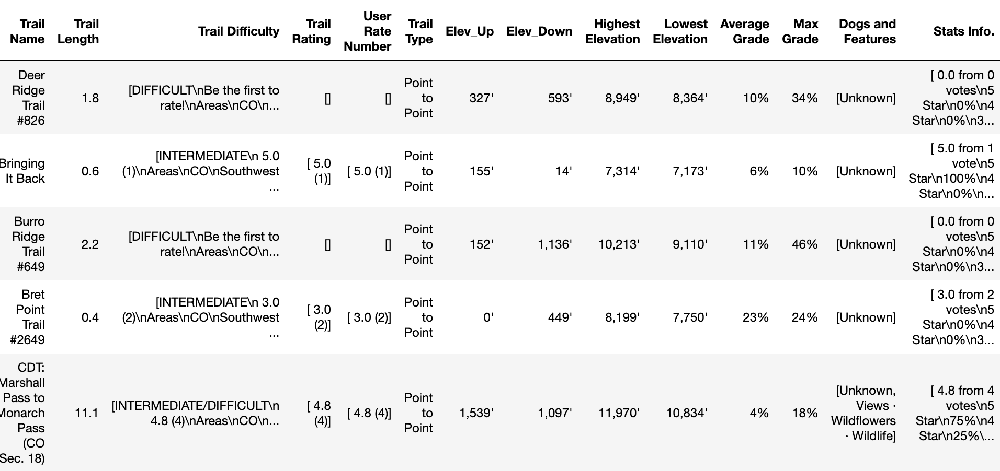 Trail Name | Trail Length | Trail Difficulty | Trail Rating | User Rate Number | Trail Type | Elev_Up | Elev_Down | Highest Elevation | Lowest Elevation | Average Grade | Max Grade | Dogs and Features | Stats Info.
Deer Ridge Trail #826 | 1.8 | [DIFFICULT\nBe the first to rate!\nAreas\nCO\n... | [] | [] | Point to Point | 327' | 593' | 8,949' | 8,364' | 10% | 34% | [Unknown] | [ 0.0 from 0 votes\n5 Star\n0%\n4 Star\n0%\n3...
Bringing It Back | 0.6 | [INTERMEDIATE\n 5.0 (1)\nAreas\nCO\nSouthwest ... | [ 5.0 (1)] | [ 5.0 (1)] | Point to Point | 155' | 14' | 7,314' | 7,173' | 6% | 10% | [Unknown] | [ 5.0 from 1 vote\n5 Star\n100%\n4 Star\n0%\n...
Burro Ridge Trail #649 | 2.2 | [DIFFICULT\nBe the first to rate!\nAreas\nCO\n... | [] | [] | Point to Point | 152' | 1,136' | 10,213' | 9,110' | 11% | 46% | [Unknown] | [ 0.0 from 0 votes\n5 Star\n0%\n4 Star\n0%\n3...
Bret Point Trail #2649 | 0.4 | [INTERMEDIATE\n 3.0 (2)\nAreas\nCO\nSouthwest ... | [ 3.0 (2)] | [ 3.0 (2)] | Point to Point | 0' | 449' | 8,199' | 7,750' | 23% | 24% | [Unknown] | [ 3.0 from 2 votes\n5 Star\n0%\n4 Star\n0%\n3...
CDT: Marshall Pass to Monarch Pass (CO Sec. 18) | 11.1 | [INTERMEDIATE/DIFFICULT\n 4.8 (4)\nAreas\nCO\n... | [ 4.8 (4)] | [ 4.8 (4)] | Point to Point | 1,539' | 1,097' | 11,970' | 10,834' | 4% | 18% | [Unknown, Views · Wildflowers · Wildlife] | [ 4.8 from 4 votes\n5 Star\n75%\n4 Star\n25%\...